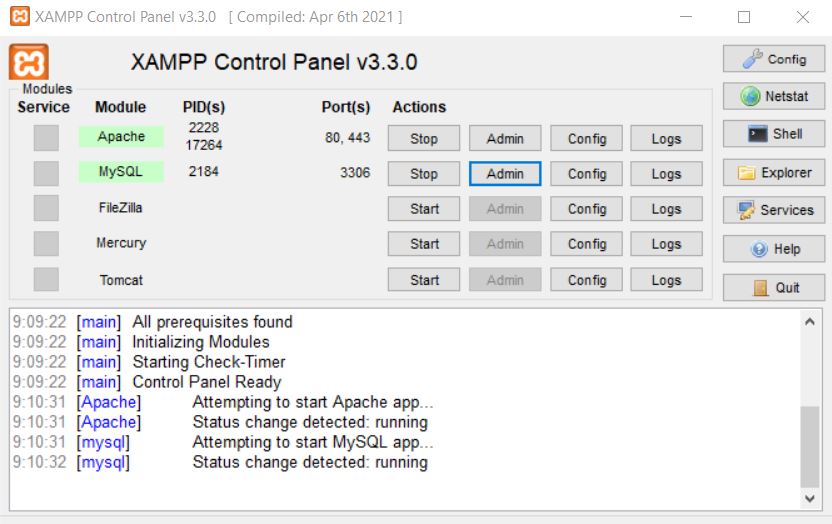 XAMPP Control Panel v3.3.0 [ Compiled: Apr 6th 2021 ]
XAMPP Control Panel v3.3.0
Config
Modules
Service Module PID(s) Port(s) Actions
Netstat
Apache 2228 17264 80, 443 Stop Admin Config Logs
Shell
MySQL 2184 3306 Stop Admin Config Logs
Explorer
FileZilla Start Admin Config Logs
Services
Mercury Start Admin Config Logs
Help
Tomcat Start Admin Config Logs
Quit
9:09:22 [main] All prerequisites found
9:09:22 [main] Initializing Modules
9:09:22 [main] Starting Check-Timer
9:09:22 [main] Control Panel Ready
9:10:31 [Apache] Attempting to start Apache app...
9:10:31 [Apache] Status change detected: running
9:10:31 [mysql] Attempting to start MySQL app...
9:10:32 [mysql] Status change detected: running